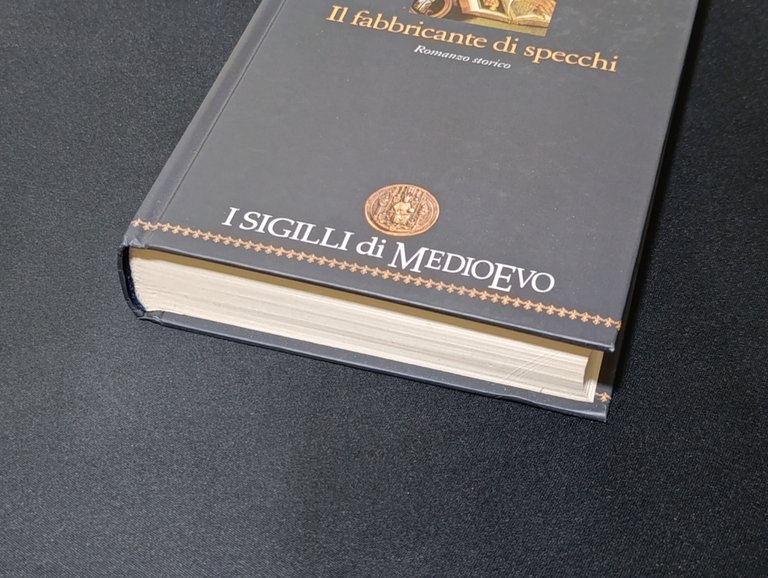 Il fabbricante di specchi
Romanzo storico
I SIGILLI di MEDIOEVO